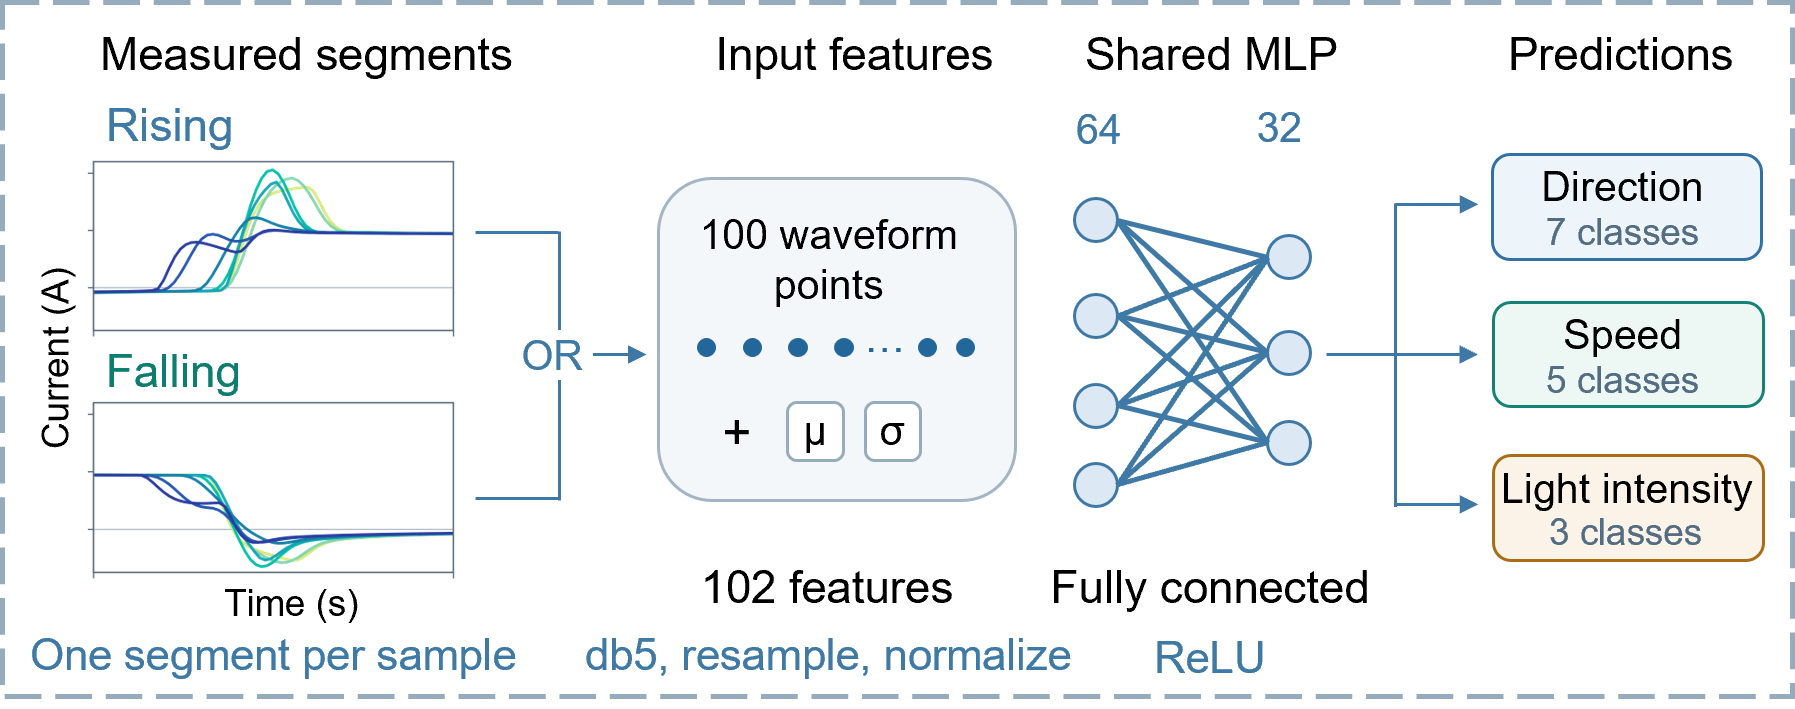 Measured segments
Rising
Current (A)
Falling
Time (s)
One segment per sample
OR
Input features
100 waveform
points
...
+ μ σ
102 features
db5, resample, normalize
Shared MLP
64 32
Fully connected
ReLU
Predictions
Direction
7 classes
Speed
5 classes
Light intensity
3 classes